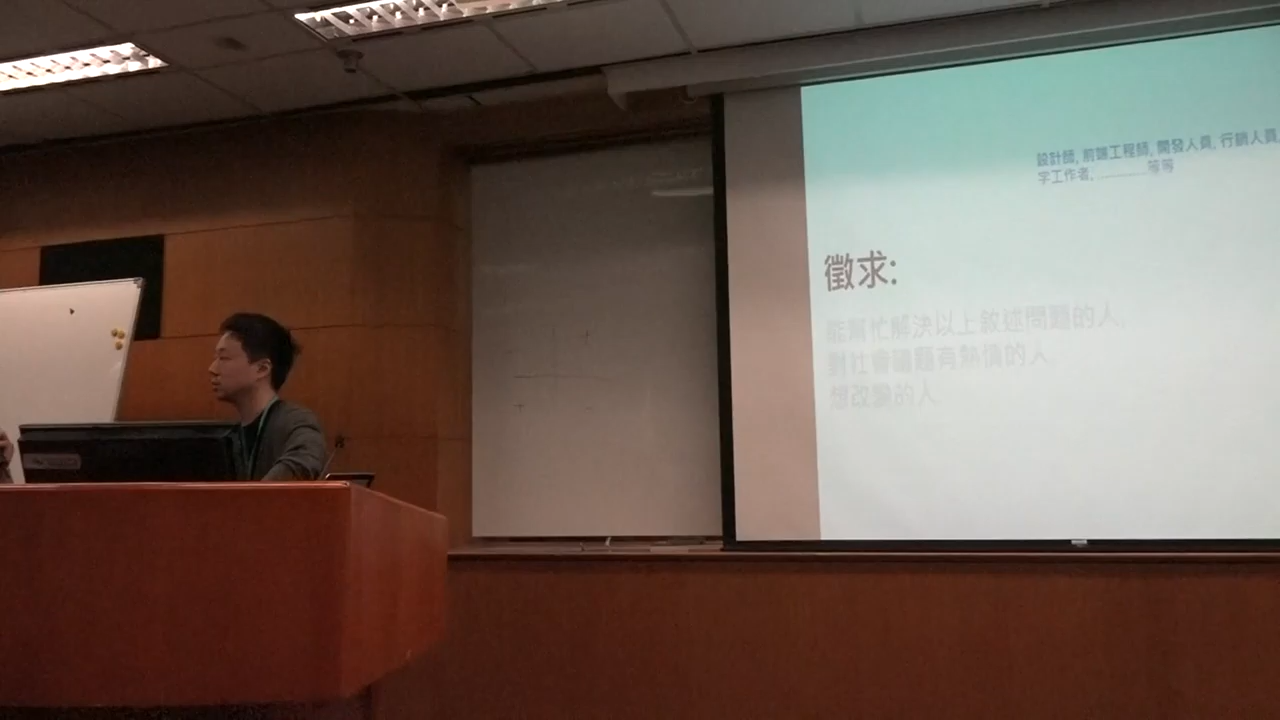 設計師, 前端工程師, 開發人員, 行銷人員,
字工作者, ............等等
徵求:
能幫忙解決以上敘述問題的人,
對社會議題有熱情的人
想改變的人